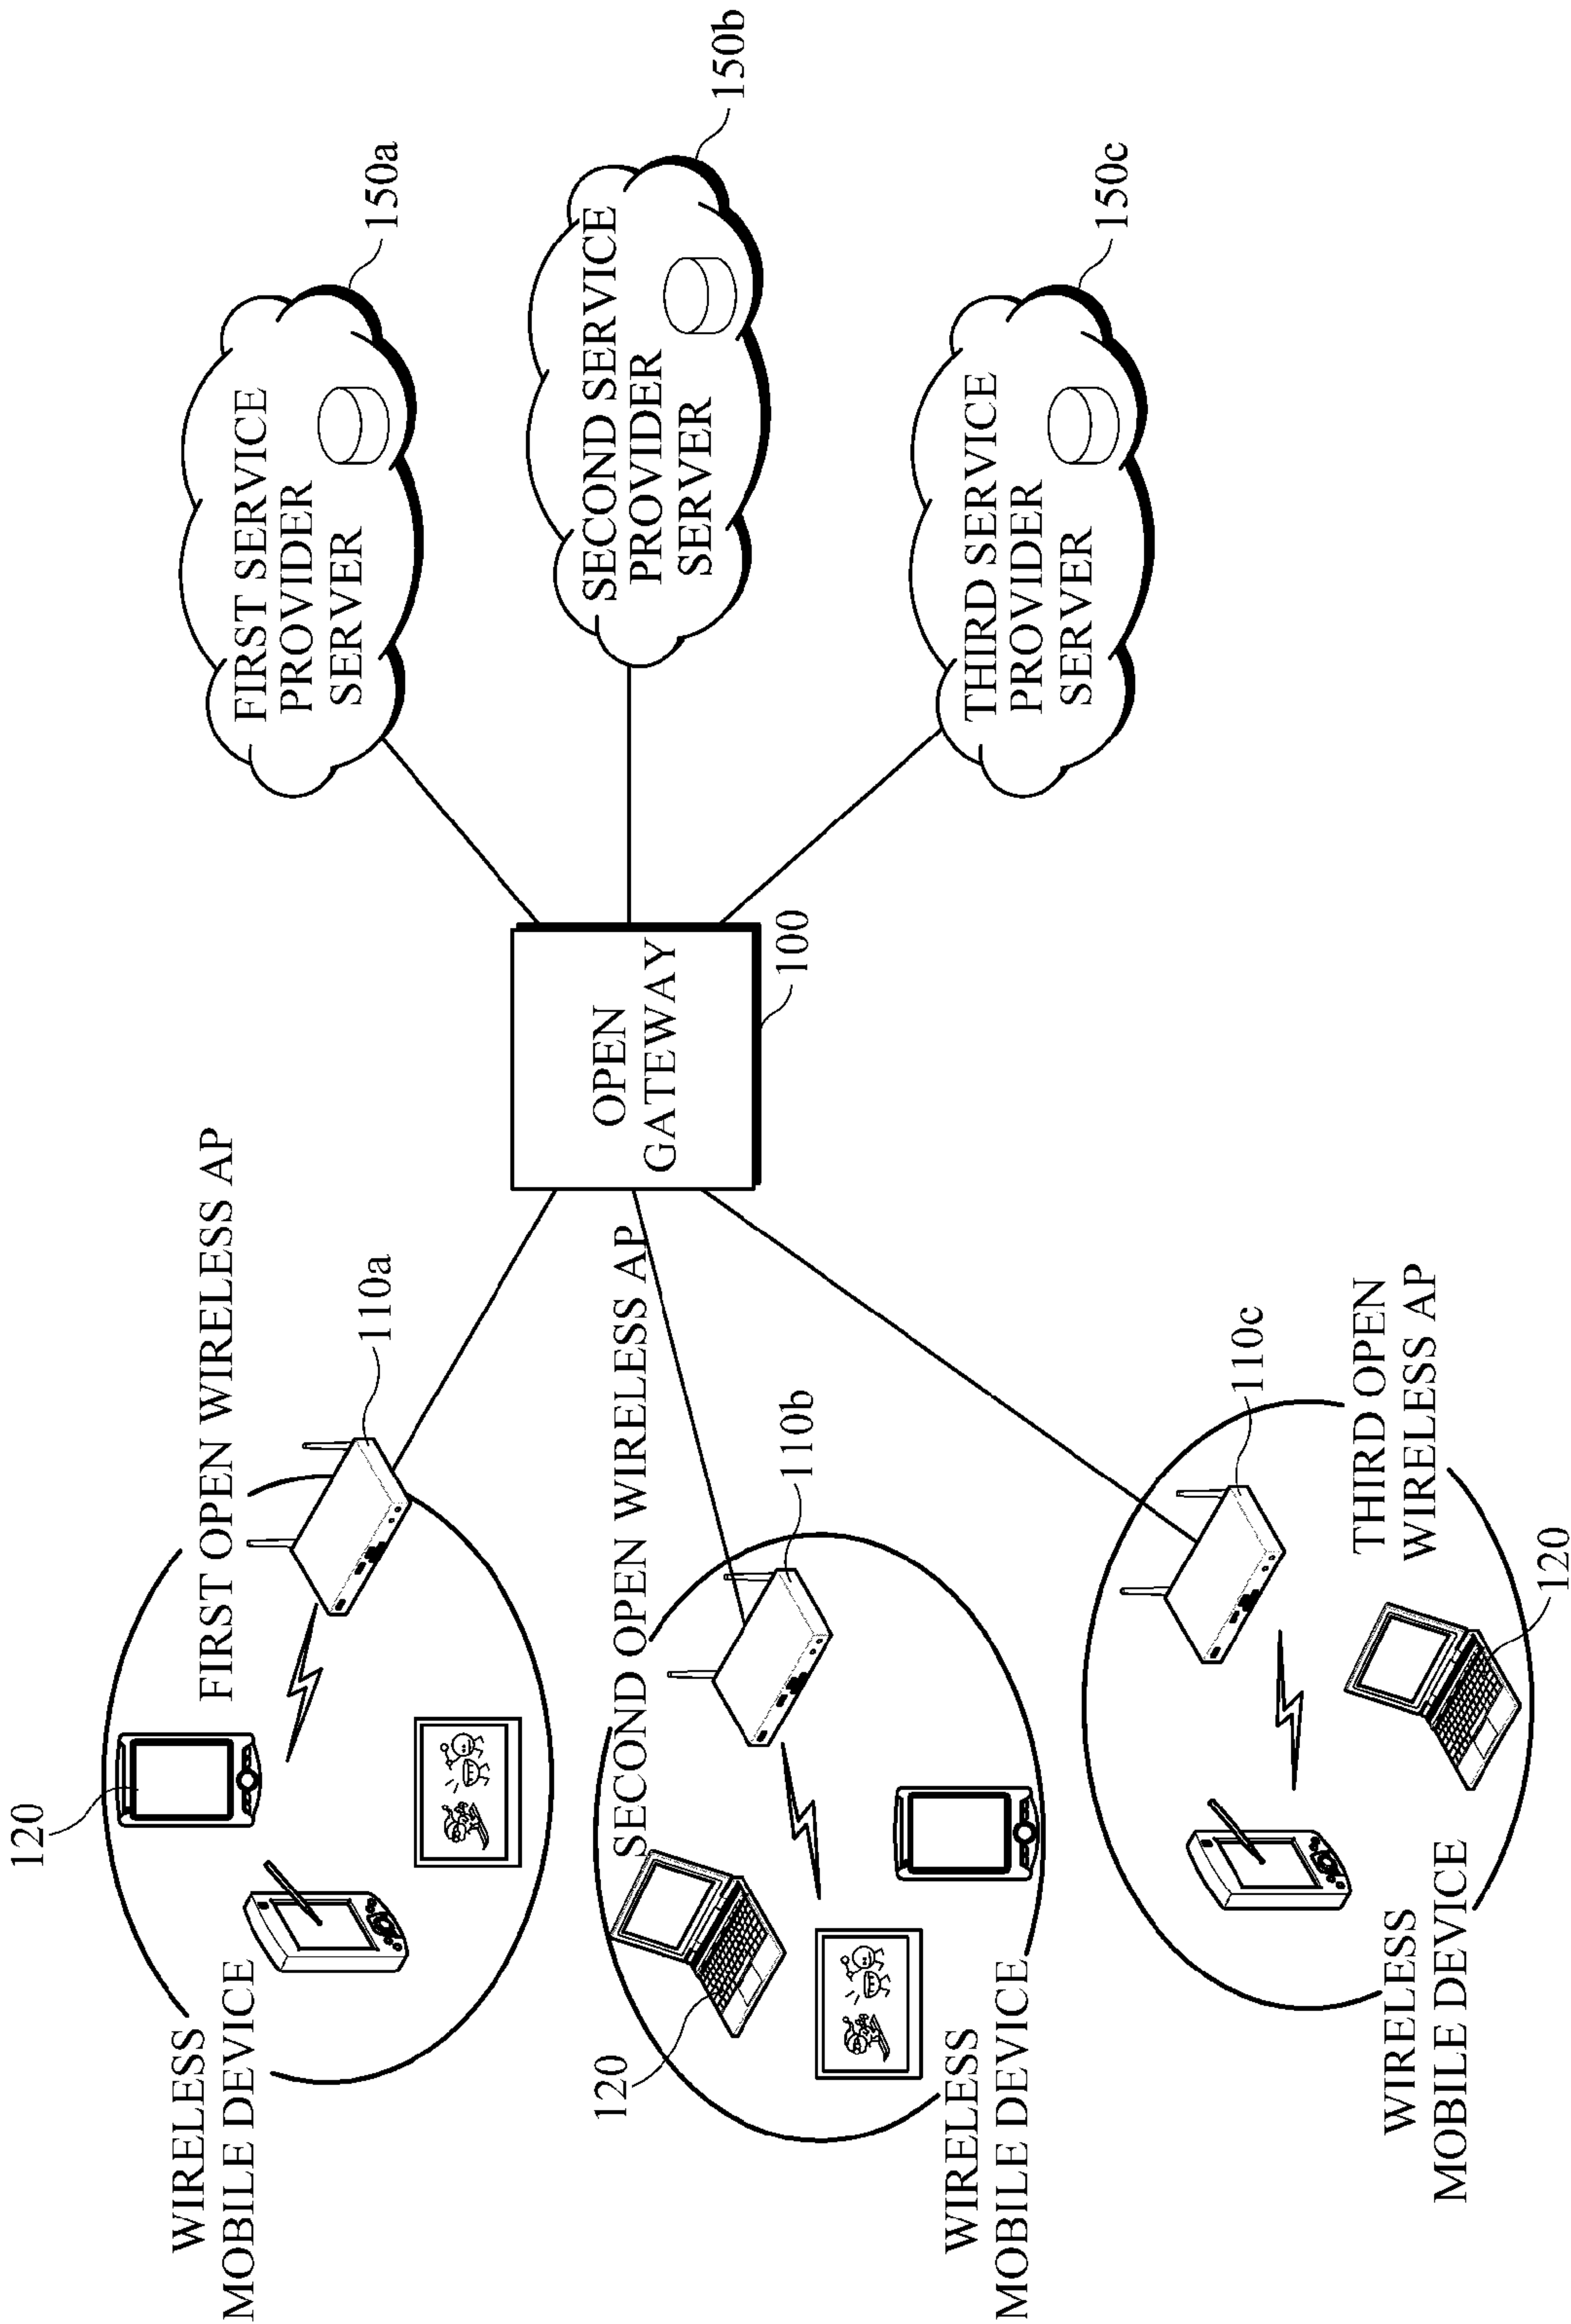 120
FIRST OPEN WIRELESS AP
110a
WIRELESS
MOBILE DEVICE
FIRST SERVICE
PROVIDER
SERVER
150a
SECOND OPEN WIRELESS AP
110b
120
WIRELESS
MOBILE DEVICE
OPEN
GATEWAY
100
SECOND SERVICE
PROVIDER
SERVER
150b
110c
THIRD OPEN
WIRELESS AP
120
WIRELESS
MOBILE DEVICE
THIRD SERVICE
PROVIDER
SERVER
150c